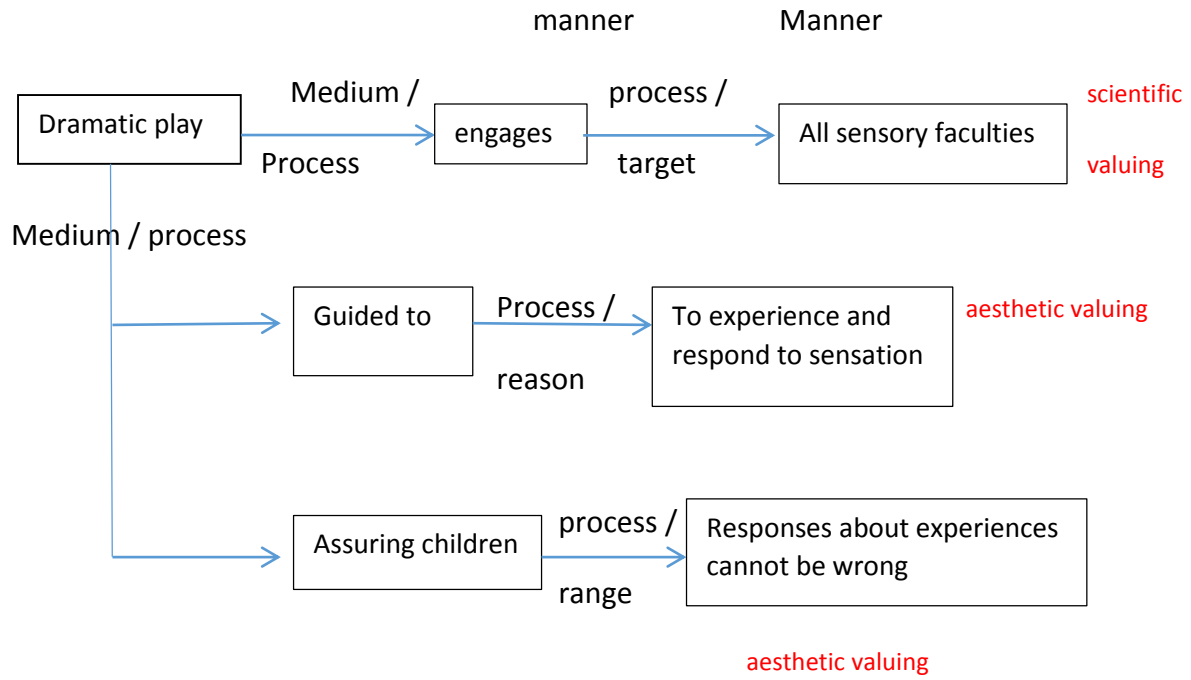 manner
Manner
Medium /
process /
scientific
Dramatic play
engages
All sensory faculties
Process
target
valuing
Medium / process
Guided to
Process /
To experience and
respond to sensation
aesthetic valuing
reason
Assuring children
process /
Responses about experiences
cannot be wrong
range
aesthetic valuing